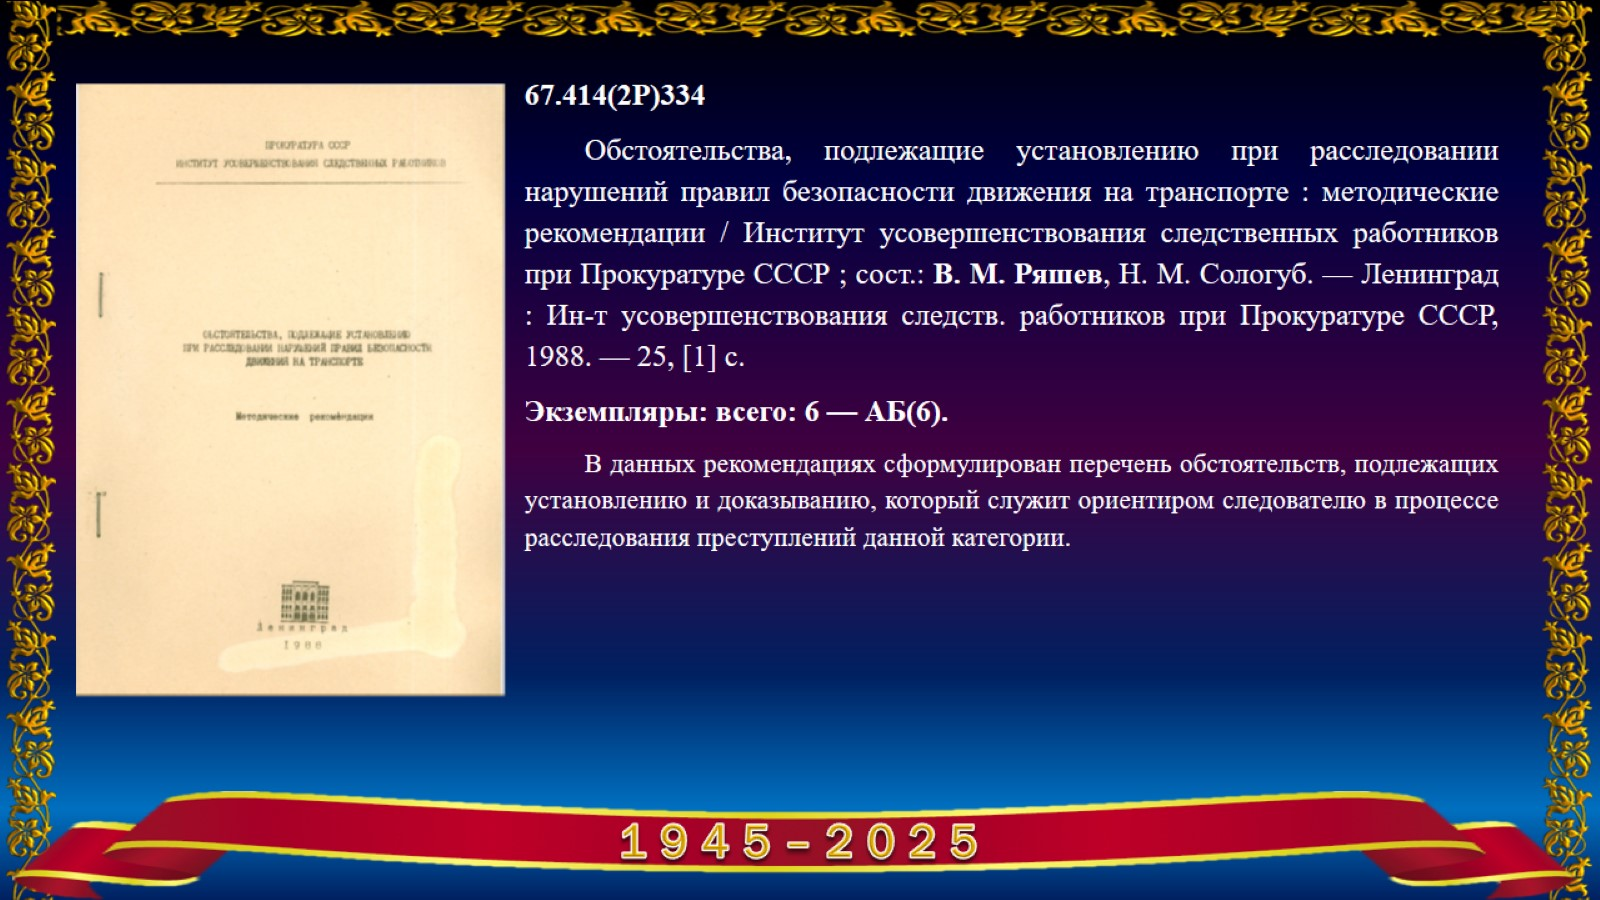 ПРОКУРАТУРА СССР
ИНСТИТУТ УСОВЕРШЕНСТВОВАНИЯ СЛЕДСТВЕННЫХ РАБОТНИКОВ
ОБСТОЯТЕЛЬСТВА, ПОДЛЕЖАЩИЕ УСТАНОВЛЕНИЮ
ПРИ РАССЛЕДОВАНИИ НАРУШЕНИЙ ПРАВИЛ БЕЗОПАСНОСТИ
ДВИЖЕНИЯ НА ТРАНСПОРТЕ
Методические рекомендации
Ленинград
1988
67.414(2Р)334
Обстоятельства, подлежащие установлению при расследовании
нарушений правил безопасности движения на транспорте : методические
рекомендации / Институт усовершенствования следственных работников
при Прокуратуре СССР ; сост.: В. М. Ряшев, Н. М. Сологуб. — Ленинград
: Ин-т усовершенствования следств. работников при Прокуратуре СССР,
1988. — 25, [1] с.
Экземпляры: всего: 6 — АБ(6).
В данных рекомендациях сформулирован перечень обстоятельств, подлежащих
установлению и доказыванию, который служит ориентиром следователю в процессе
расследования преступлений данной категории.
1945–2025